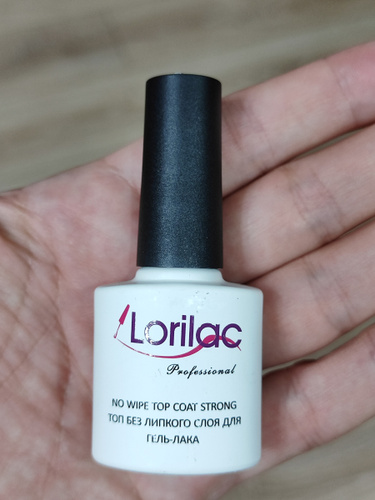 Lorilac
Professional
NO WIPE TOP COAT STRONG
ТОП БЕЗ ЛИПКОГО СЛОЯ ДЛЯ
ГЕЛЬ-ЛАКА